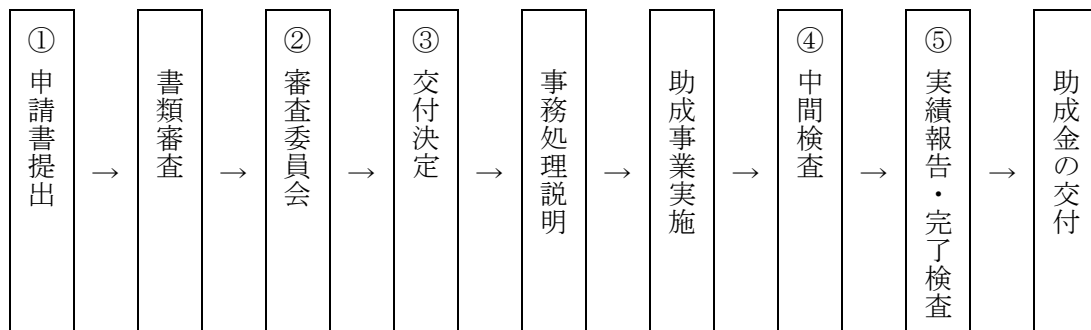 ①申請書提出
→
書類審査
→
②審査委員会
→
③交付決定
→
事務処理説明
→
助成事業実施
→
④中間検査
→
⑤実績報告・完了検査
→
助成金の交付